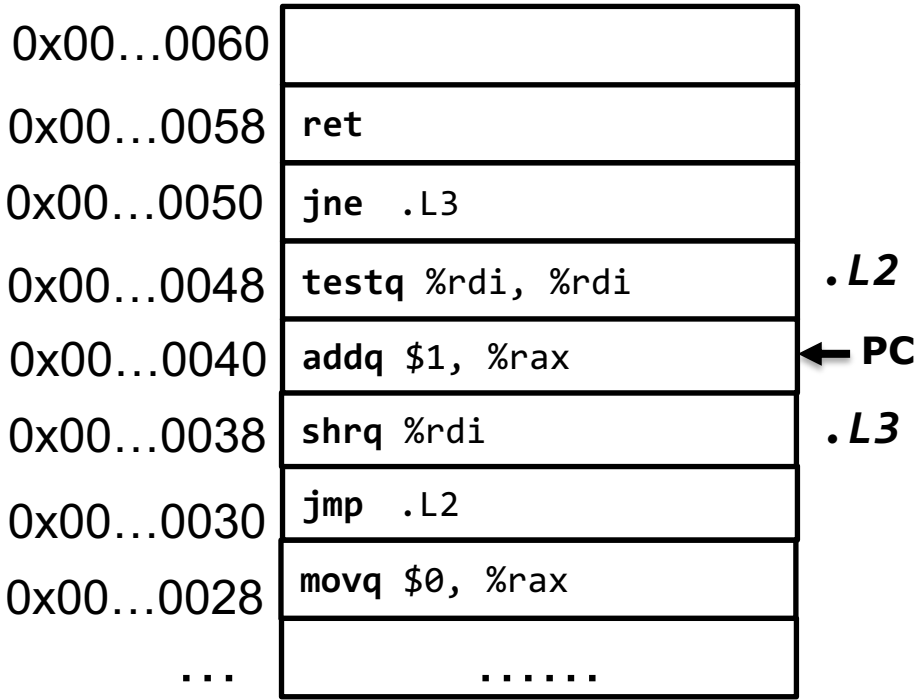 0x00…0060
0x00…0058 ret
0x00…0050 jne .L3
0x00…0048 testq %rdi, %rdi .L2
0x00…0040 addq $1, %rax PC
0x00…0038 shrq %rdi .L3
0x00…0030 jmp .L2
0x00…0028 movq $0, %rax
... ......